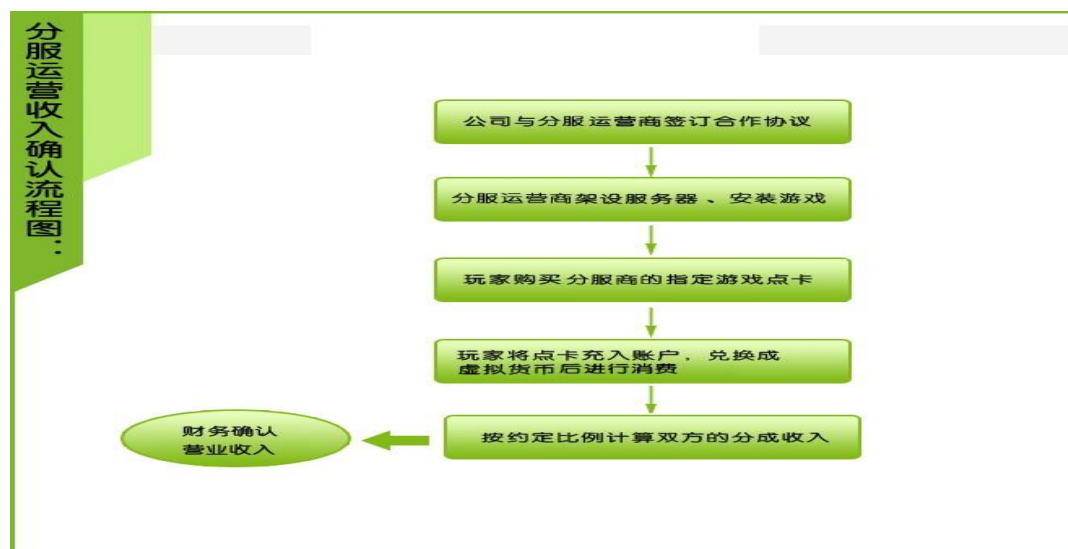 分服运营收入确认流程图：
公司与分服运营商签订合作协议
分服运营商架设服务器、安装游戏
玩家购买分服商的指定游戏点卡
玩家将点卡充入账户，兑换成
虚拟货币后进行消费
按约定比例计算双方的分成收入
财务确认
营业收入